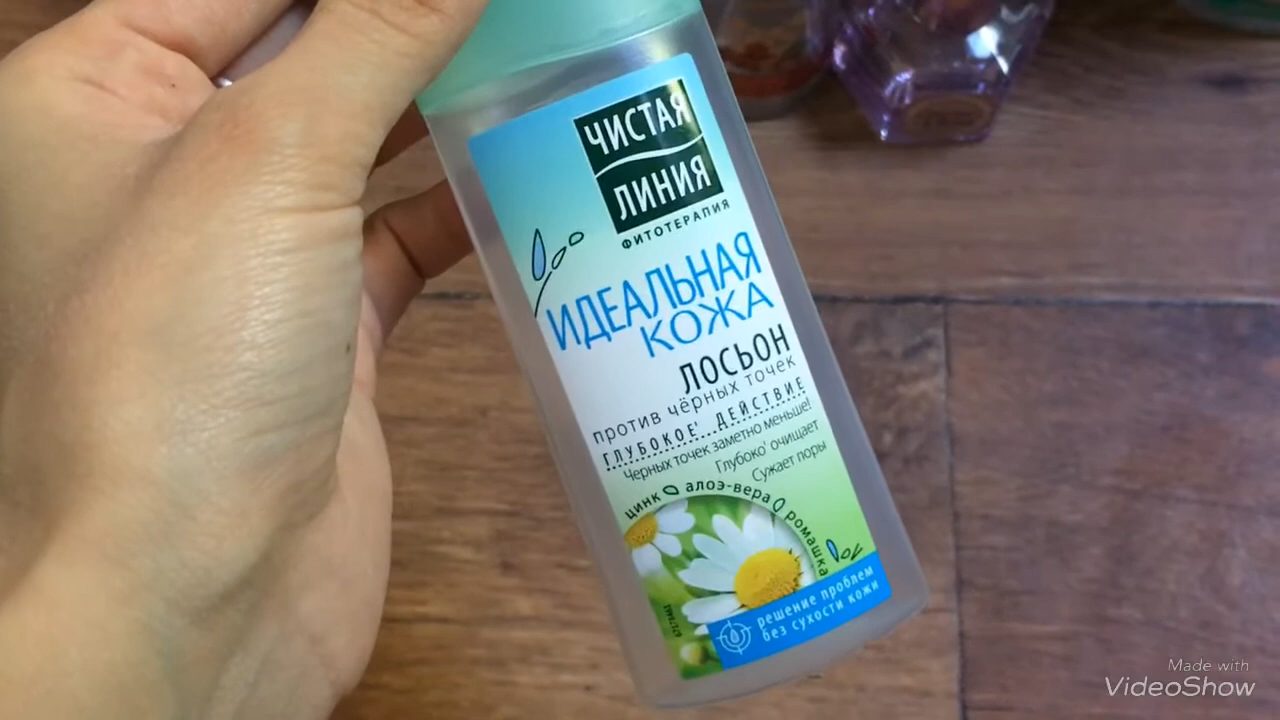 ЧИСТАЯ
ЛИНИЯ
ФИТОТЕРАПИЯ
ИДЕАЛЬНАЯ
КОЖА
ЛОСЬОН
против чёрных точек
ГЛУБОКОЕ' ДЕЙСТВИЕ
Черных точек заметно меньше!
Глубоко' очищает
Сужает поры
цинк алоэ-вера ромашка
решение проблем
без сухости кожи
Made with
VideoShow